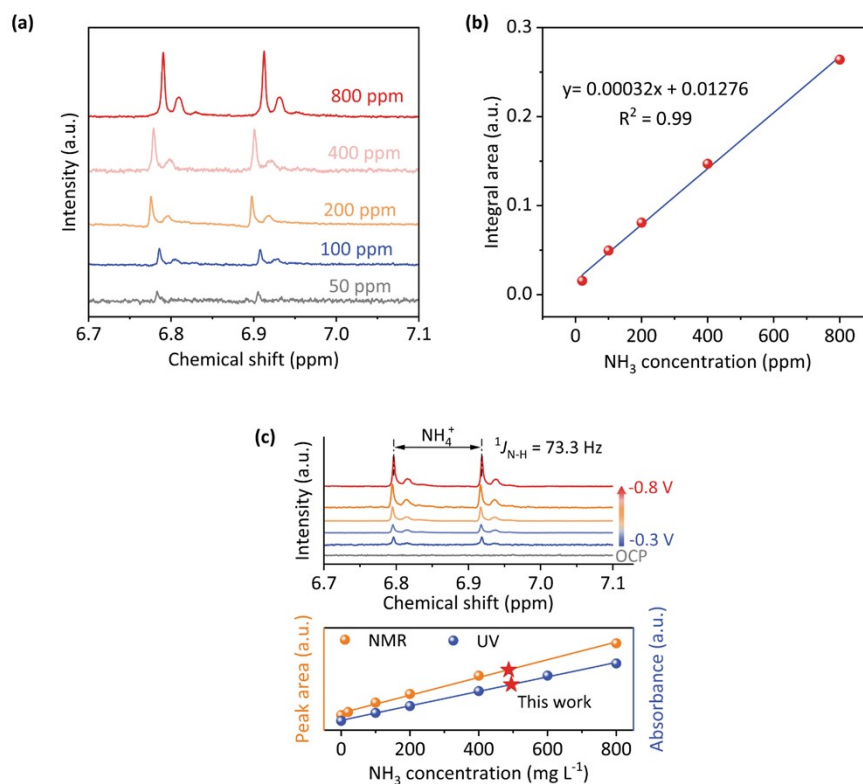 (a)
800 ppm
400 ppm
200 ppm
100 ppm
50 ppm
Intensity (a.u.)
6.7 6.8 6.9 7.0 7.1
Chemical shift (ppm)
(b)
y= 0.00032x + 0.01276
R² = 0.99
Integral area (a.u.)
0.3
0.2
0.1
0.0
0 200 400 600 800
NH₃ concentration (ppm)
(c)
NH₄⁺
¹J_N-H = 73.3 Hz
Intensity (a.u.)
-0.8 V
-0.3 V
OCP
6.7 6.8 6.9 7.0 7.1
Chemical shift (ppm)
Peak area (a.u.)
NMR UV
This work
Absorbance (a.u.)
0 200 400 600 800
NH₃ concentration (mg L⁻¹)